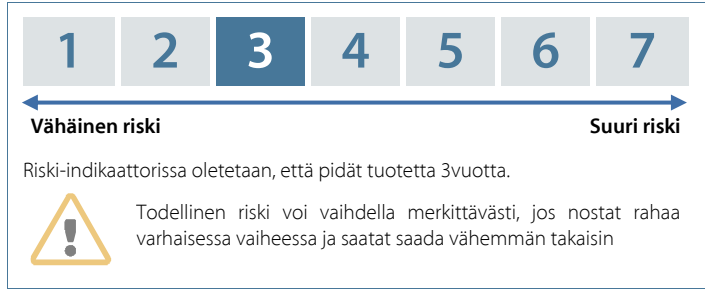 1 2 3 4 5 6 7
Vähäinen riski Suuri riski
Riski-indikaattorissa oletetaan, että pidät tuotetta 3vuotta.
Todellinen riski voi vaihdella merkittävästi, jos nostat rahaa
varhaisessa vaiheessa ja saatat saada vähemmän takaisin